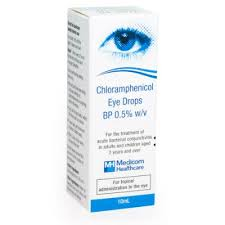 Chloramphenicol
Eye Drops
BP 0.5% w/v
For the treatment of
acute bacterial conjunctivitis
in adults and children aged
2 years and over
MH Medicom
Healthcare
For topical
administration to the eye
10mL